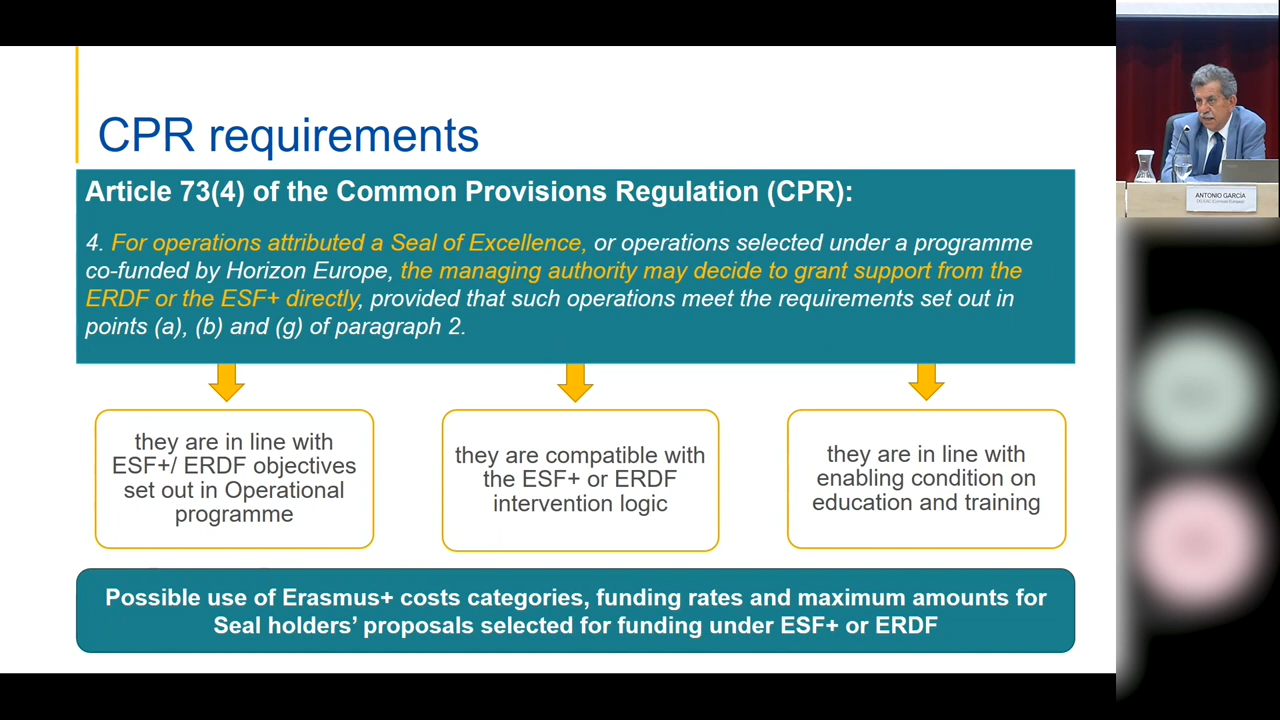 CPR requirements
Article 73(4) of the Common Provisions Regulation (CPR):
4. For operations attributed a Seal of Excellence, or operations selected under a programme
co-funded by Horizon Europe, the managing authority may decide to grant support from the
ERDF or the ESF+ directly, provided that such operations meet the requirements set out in
points (a), (b) and (g) of paragraph 2.
they are in line with
ESF+/ ERDF objectives
set out in Operational
programme
they are compatible with
the ESF+ or ERDF
intervention logic
they are in line with
enabling condition on
education and training
Possible use of Erasmus+ costs categories, funding rates and maximum amounts for
Seal holders’ proposals selected for funding under ESF+ or ERDF
ANTONIO GARCÍA